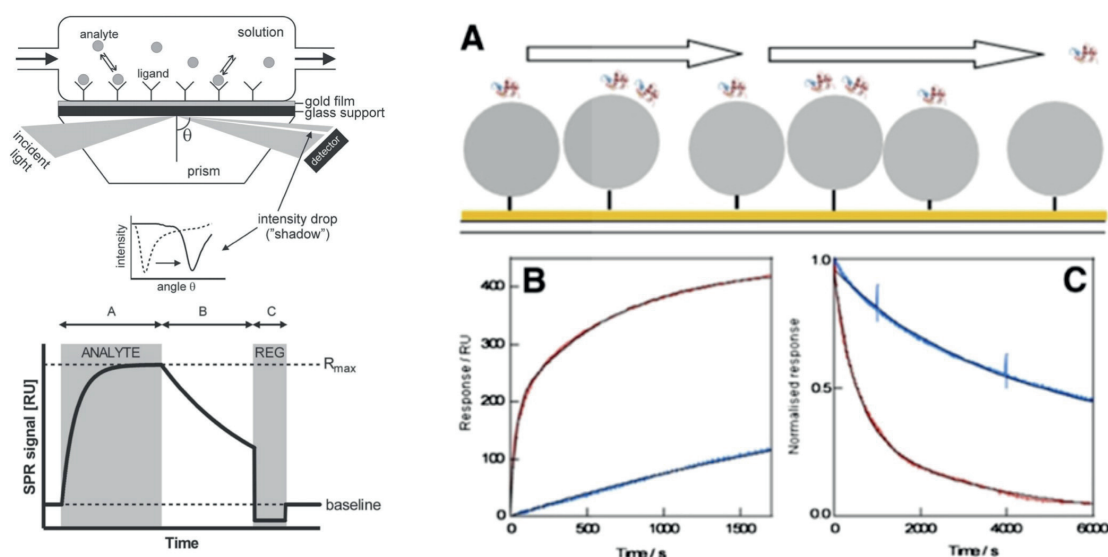 analyte
solution
ligand
gold film
glass support
θ
incident
light
detector
prism
intensity drop
("shadow")
intensity
angle θ
A B C
ANALYTE REG
Rmax
SPR signal [RU]
baseline
Time
A
B
Response / RU
400
300
200
100
0
0 500 1000 1500
Time / s
C
Normalised response
1.0
0.5
0.0
0 2000 4000 6000
Time / s